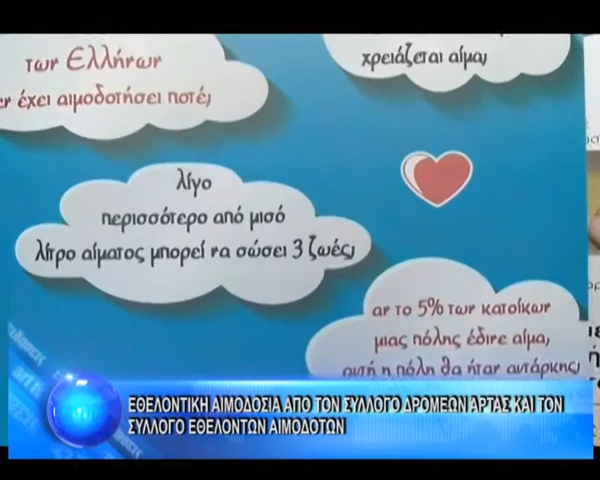 των Ελλήνων
έχει αιμοδοτήσει ποτέ;
χρειάζεται αίμα;
λίγο
περισσότερο από μισό
λίτρο αίματος μπορεί να σώσει 3 ζωές;
αν το 5% των κατοίκων
μιας πόλης έδινε αίμα,
αυτή η πόλη θα ήταν αυτάρκης;
ΕΘΕΛΟΝΤΙΚΗ ΑΙΜΟΔΟΣΙΑ ΑΠΟ ΤΟΝ ΣΥΛΛΟΓΟ ΔΡΟΜΕΩΝ ΆΡΤΑΣ ΚΑΙ ΤΟΝ
ΣΥΛΛΟΓΟ ΕΘΕΛΟΝΤΩΝ ΑΙΜΟΔΟΤΩΝ